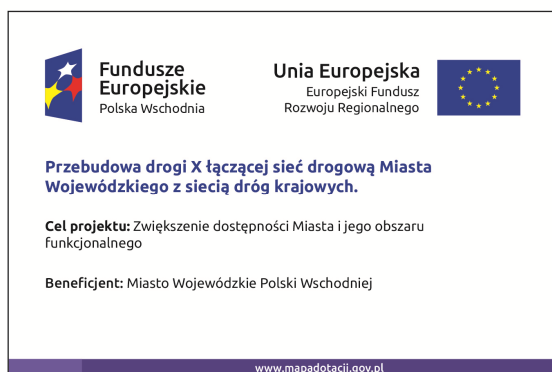 Fundusze
Europejskie
Polska Wschodnia
Unia Europejska
Europejski Fundusz
Rozwoju Regionalnego
Przebudowa drogi X łączącej sieć drogową Miasta
Wojewódzkiego z siecią dróg krajowych.
Cel projektu: Zwiększenie dostępności Miasta i jego obszaru
funkcjonalnego
Beneficjent: Miasto Wojewódzkie Polski Wschodniej
www.mapadotacji.gov.pl